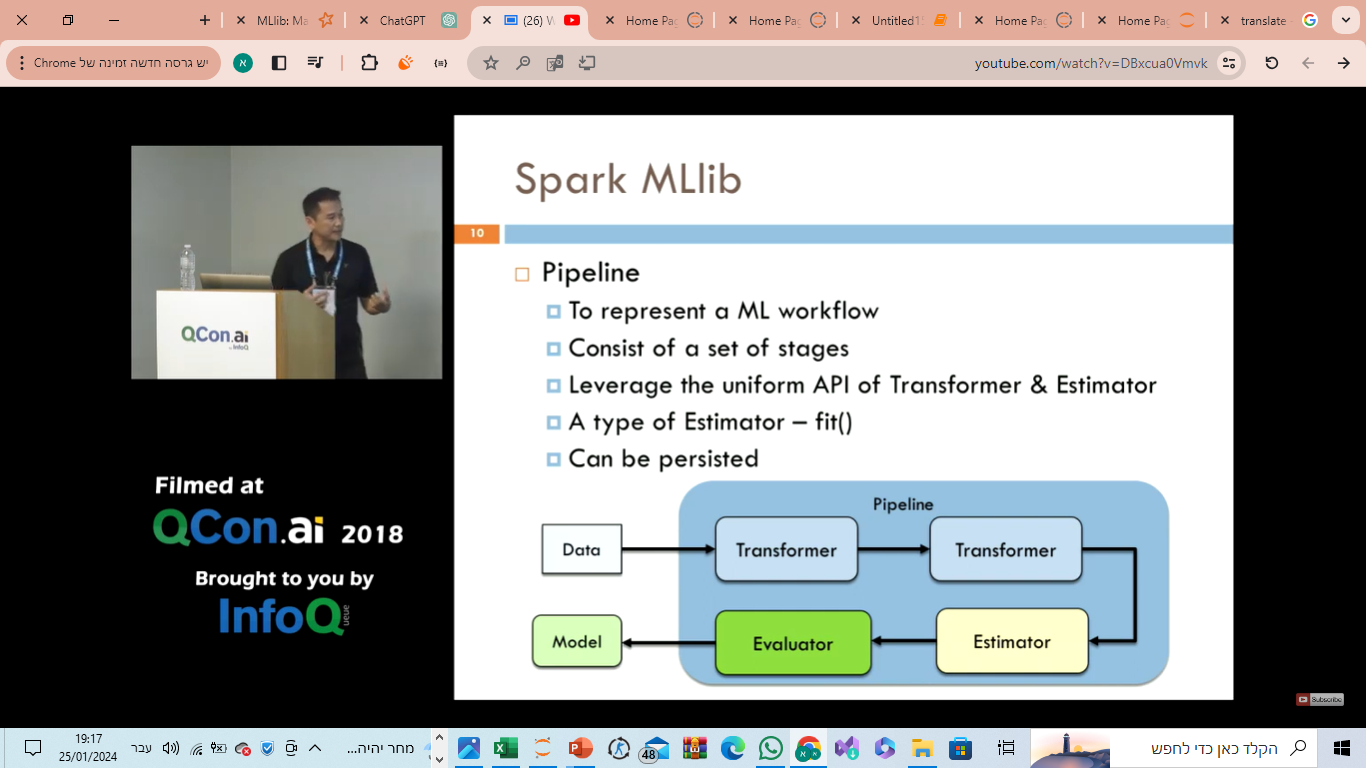 MLlib: Ma
ChatGPT
(26) W
Home Pag
Home Pag
Untitled1
Home Pag
Home Pag
translate -
יש גרסה חדשה זמינה של Chrome
א
youtube.com/watch?v=DBxcua0Vmvk
Spark MLlib
10
Pipeline
To represent a ML workflow
Consist of a set of stages
Leverage the uniform API of Transformer & Estimator
A type of Estimator – fit()
Can be persisted
Pipeline
Data
Transformer
Transformer
Model
Evaluator
Estimator
QCon.ai
by InfoQ
Filmed at
QCon.ai 2018
Brought to you by
InfoQ
ueue
Subscribe
19:17
25/01/2024
עבר
מחר יהיה...
48
הקלד כאן כדי לחפש